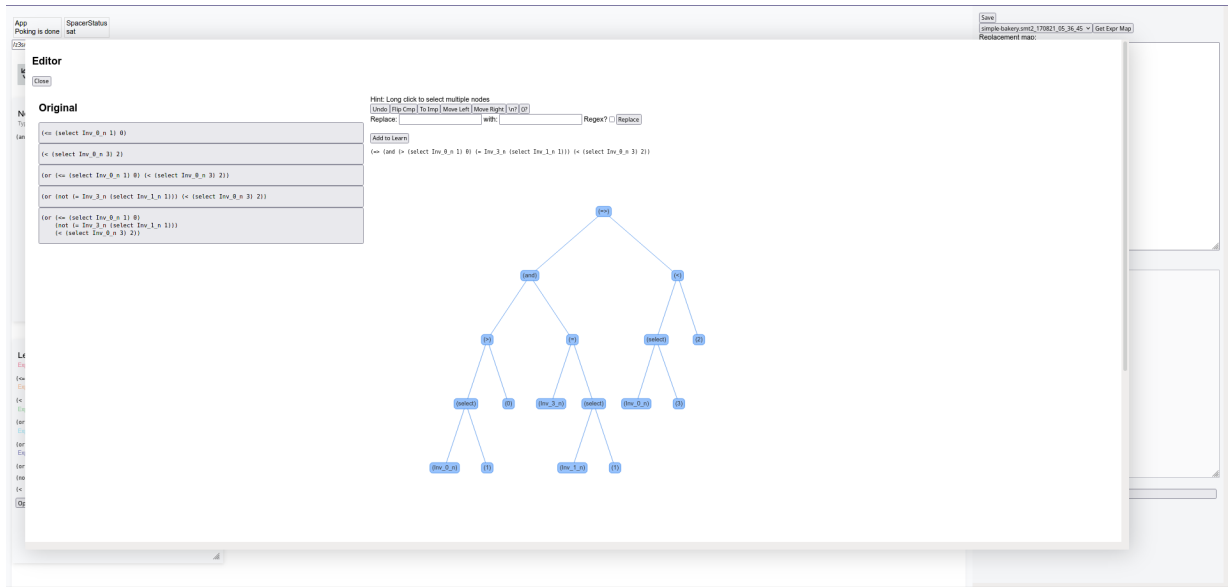 App
SpacerStatus
Poking is done
sat
Save
simple-bakery.smt2_170821_05_36_45
Get Expr Map
Replacement map:
Editor
Close
Original
(<= (select Inv_0_n 1) 0)
(< (select Inv_0_n 3) 2)
(or (<= (select Inv_0_n 1) 0) (< (select Inv_0_n 3) 2))
(or (not (= Inv_3_n (select Inv_1_n 1))) (< (select Inv_0_n 3) 2))
(or (<= (select Inv_0_n 1) 0)
(not (= Inv_3_n (select Inv_1_n 1)))
(< (select Inv_0_n 3) 2))
Hint: Long click to select multiple nodes
Undo Flip Cmp To Imp Move Left Move Right \n? 0?
Replace: with: Regex? Replace
Add to Learn
(=> (and (> (select Inv_0_n 1) 0) (= Inv_3_n (select Inv_1_n 1))) (< (select Inv_0_n 3) 2))
(=>)
(and) (<)
(>) (=) (select) (2)
(select) (0) (Inv_3_n) (select) (Inv_0_n) (3)
(Inv_0_n) (1) (Inv_1_n) (1)